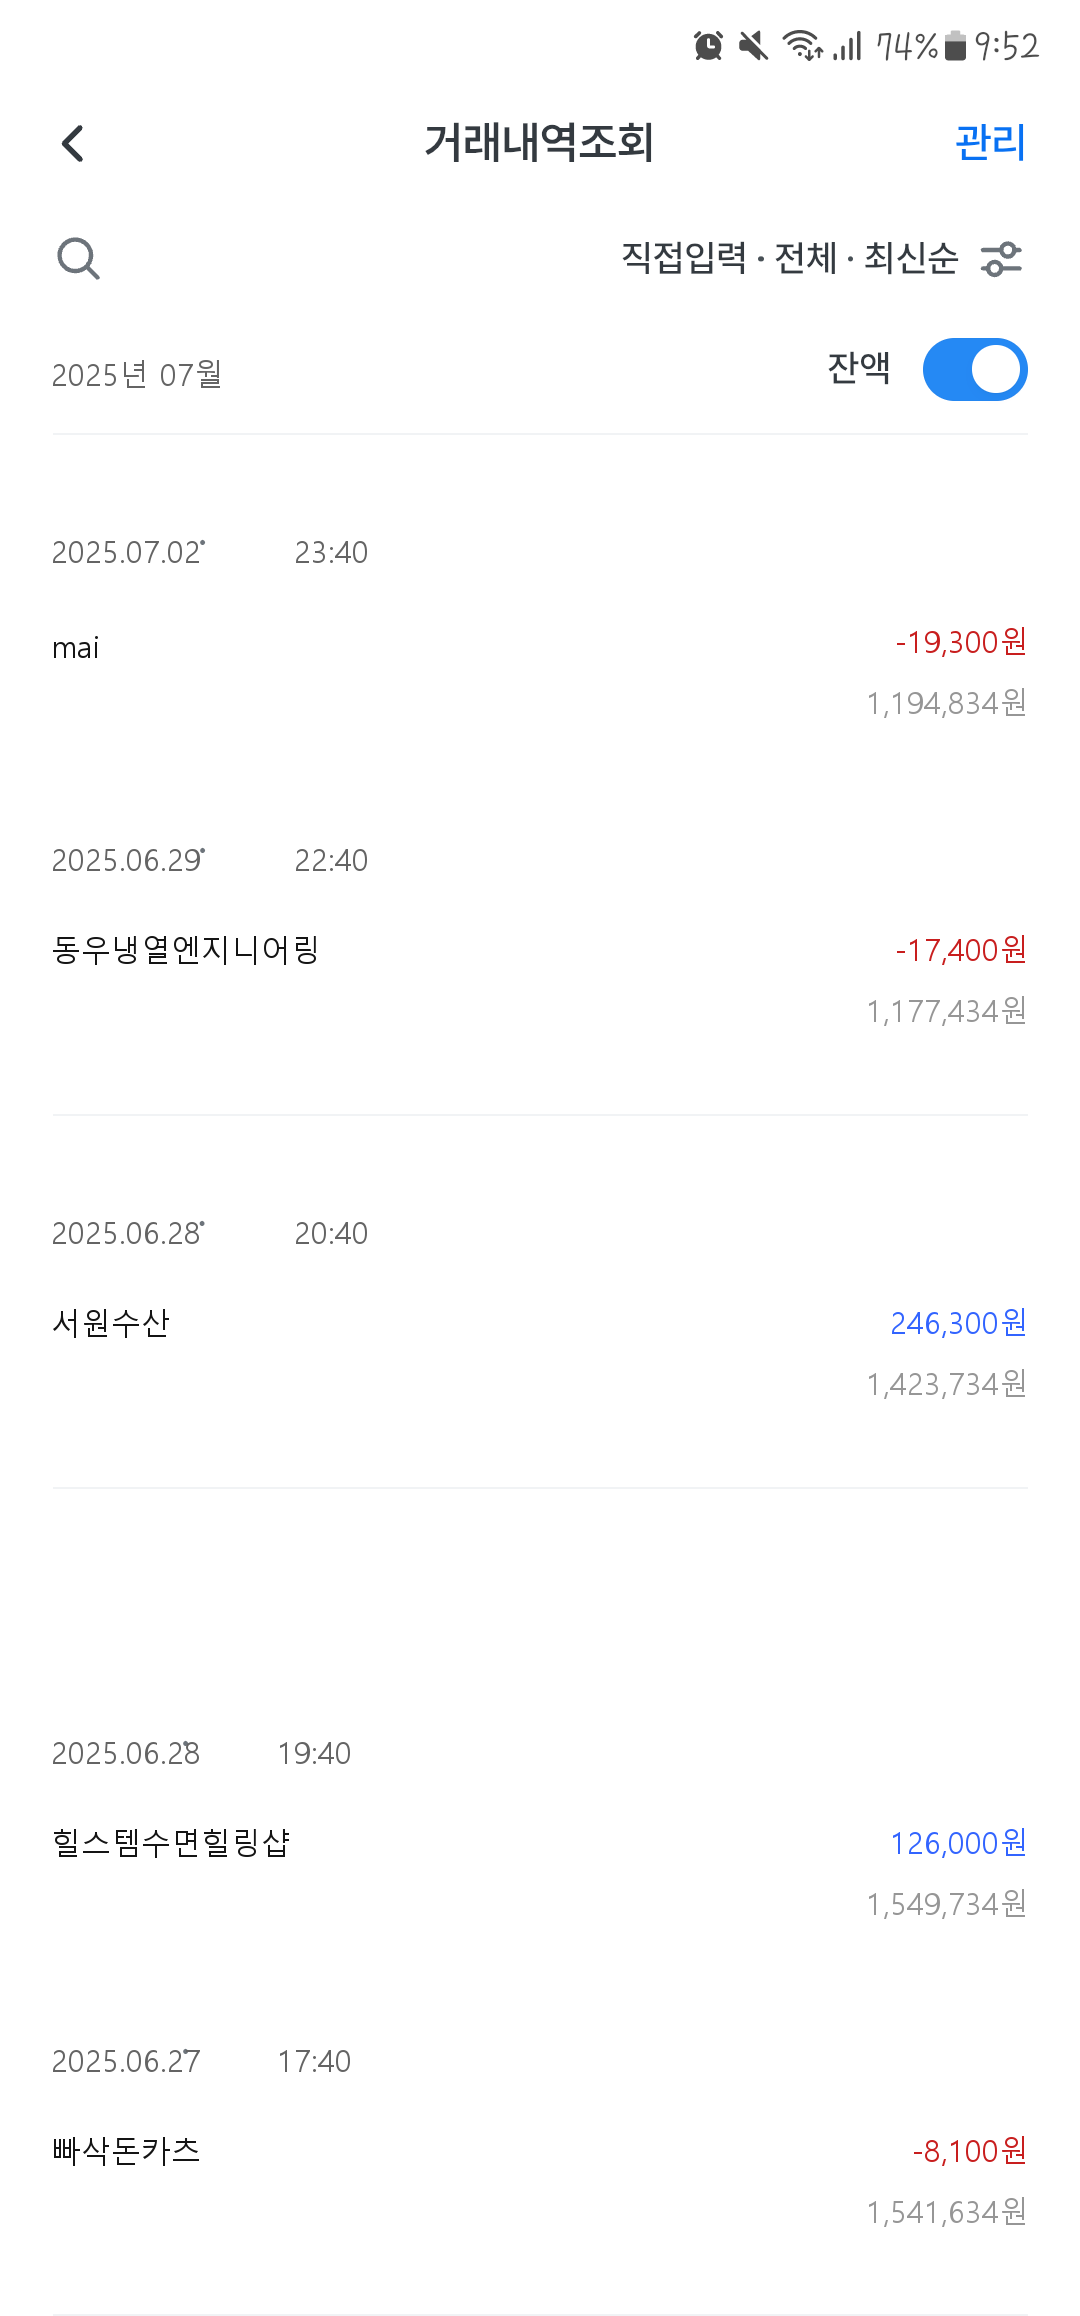 74% 9:52
거래내역조회 관리
직접입력 · 전체 · 최신순
2025년 07월 잔액
2025.07.02 23:40
mai -19,300원
1,194,834원
2025.06.29 22:40
동우냉열엔지니어링 -17,400원
1,177,434원
2025.06.28 20:40
서원수산 246,300원
1,423,734원
2025.06.28 19:40
힐스템수면힐링샵 126,000원
1,549,734원
2025.06.27 17:40
빠삭돈카츠 -8,100원
1,541,634원